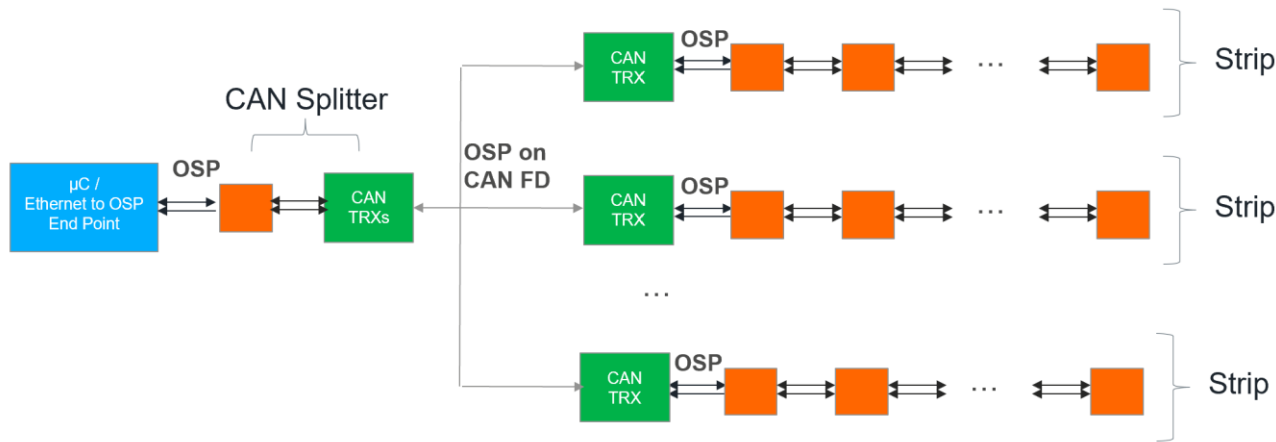 CAN Splitter
OSP
µC /
Ethernet to OSP
End Point
CAN
TRXs
OSP on
CAN FD
CAN
TRX
OSP
...
Strip
CAN
TRX
OSP
...
Strip
...
CAN
TRX
OSP
...
Strip